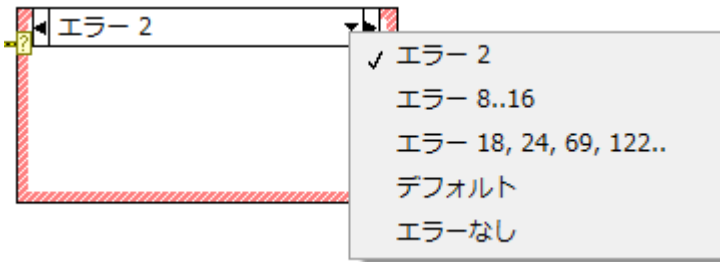 エラー 2
?
エラー 2
エラー 8..16
エラー 18, 24, 69, 122..
デフォルト
エラーなし